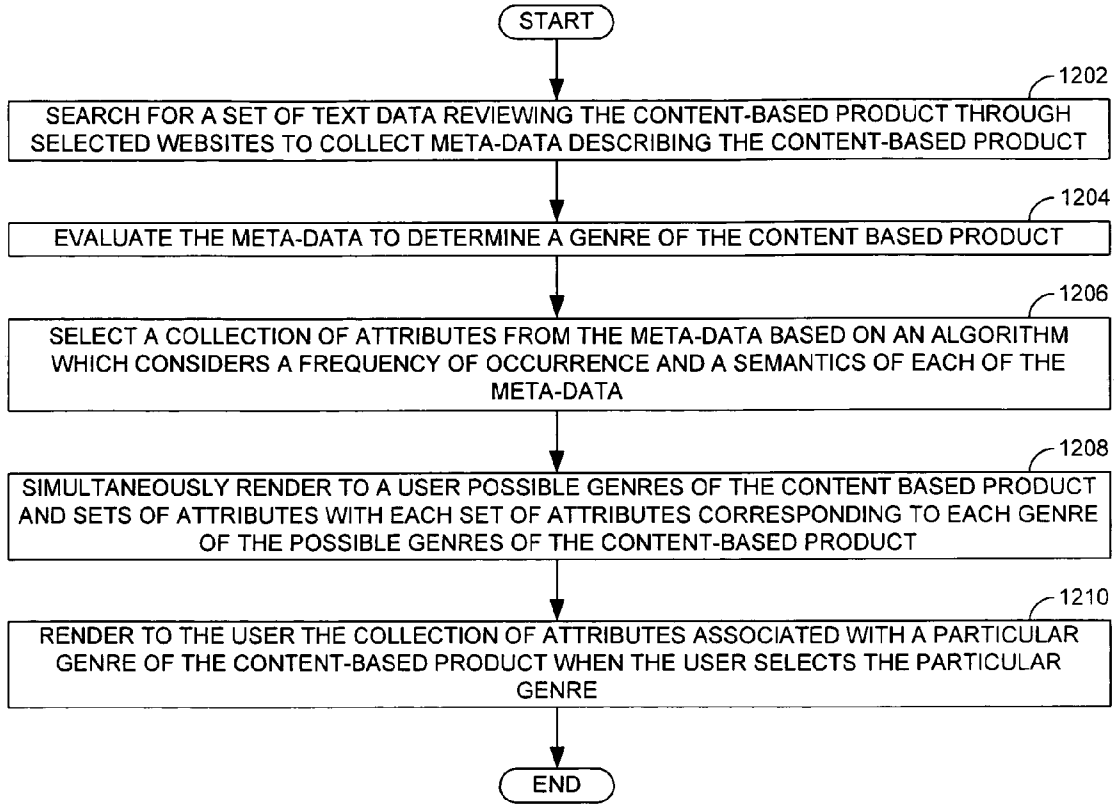 START
1202
SEARCH FOR A SET OF TEXT DATA REVIEWING THE CONTENT-BASED PRODUCT THROUGH
SELECTED WEBSITES TO COLLECT META-DATA DESCRIBING THE CONTENT-BASED PRODUCT
1204
EVALUATE THE META-DATA TO DETERMINE A GENRE OF THE CONTENT BASED PRODUCT
1206
SELECT A COLLECTION OF ATTRIBUTES FROM THE META-DATA BASED ON AN ALGORITHM
WHICH CONSIDERS A FREQUENCY OF OCCURRENCE AND A SEMANTICS OF EACH OF THE
META-DATA
1208
SIMULTANEOUSLY RENDER TO A USER POSSIBLE GENRES OF THE CONTENT BASED PRODUCT
AND SETS OF ATTRIBUTES WITH EACH SET OF ATTRIBUTES CORRESPONDING TO EACH GENRE
OF THE POSSIBLE GENRES OF THE CONTENT-BASED PRODUCT
1210
RENDER TO THE USER THE COLLECTION OF ATTRIBUTES ASSOCIATED WITH A PARTICULAR
GENRE OF THE CONTENT-BASED PRODUCT WHEN THE USER SELECTS THE PARTICULAR
GENRE
END